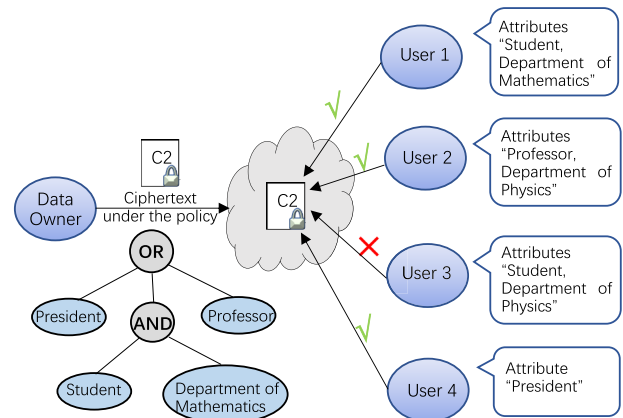 User 1
Attributes
"Student,
Department of
Mathematics"
√
C2
User 2
Attributes
"Professor,
Department of
Physics"
√
Data
Owner
Ciphertext
under the policy
C2
OR
User 3
Attributes
"Student,
Department of
Physics"
President
AND
Professor
√
Student
Department of
Mathematics
User 4
Attribute
"President"